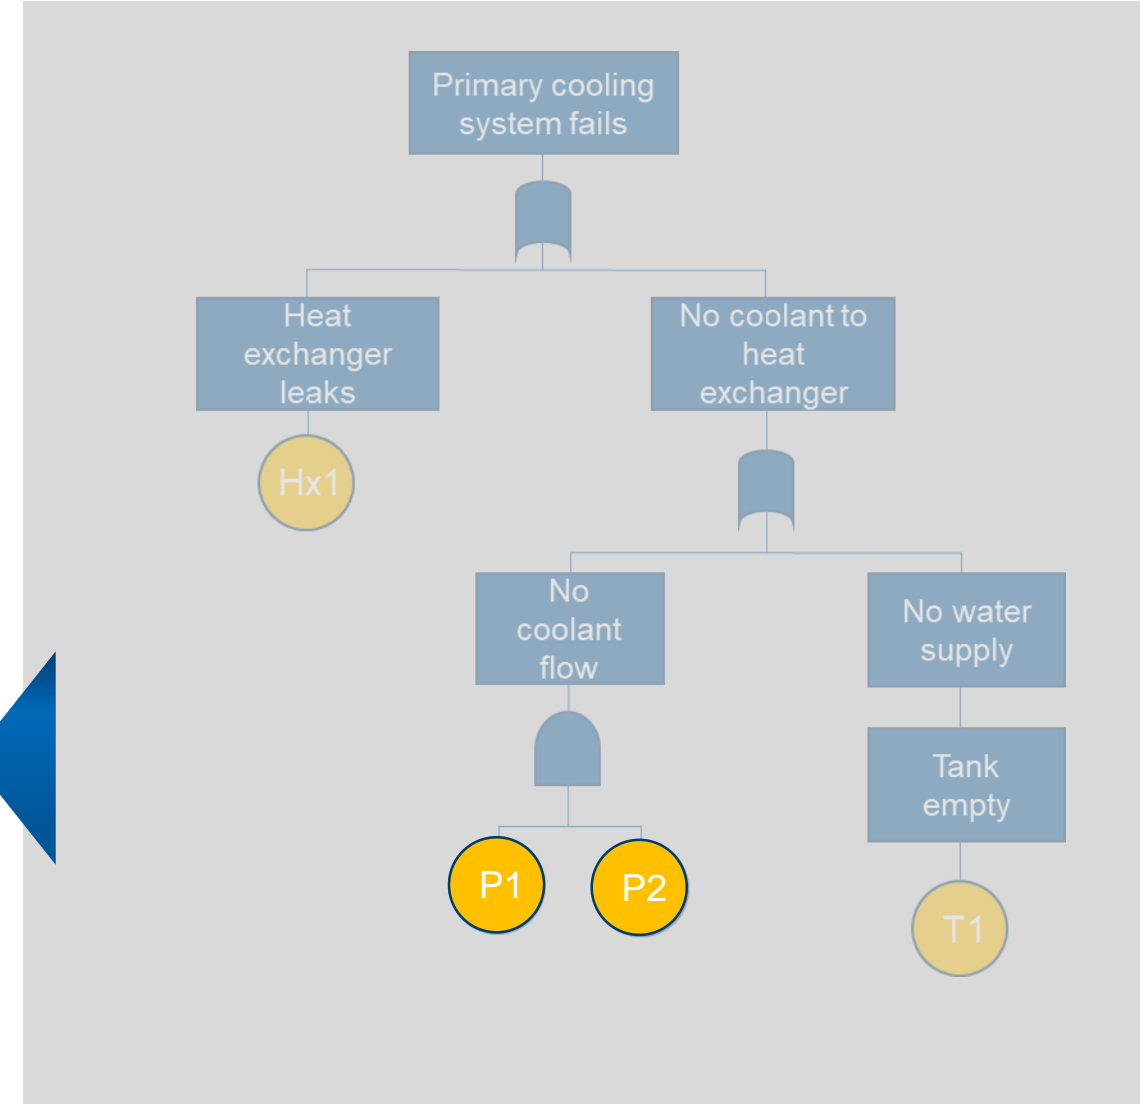 Primary cooling
system fails
Heat
exchanger
leaks
No coolant to
heat
exchanger
Hx1
No
coolant
flow
No water
supply
Tank
empty
P1
P2
T1